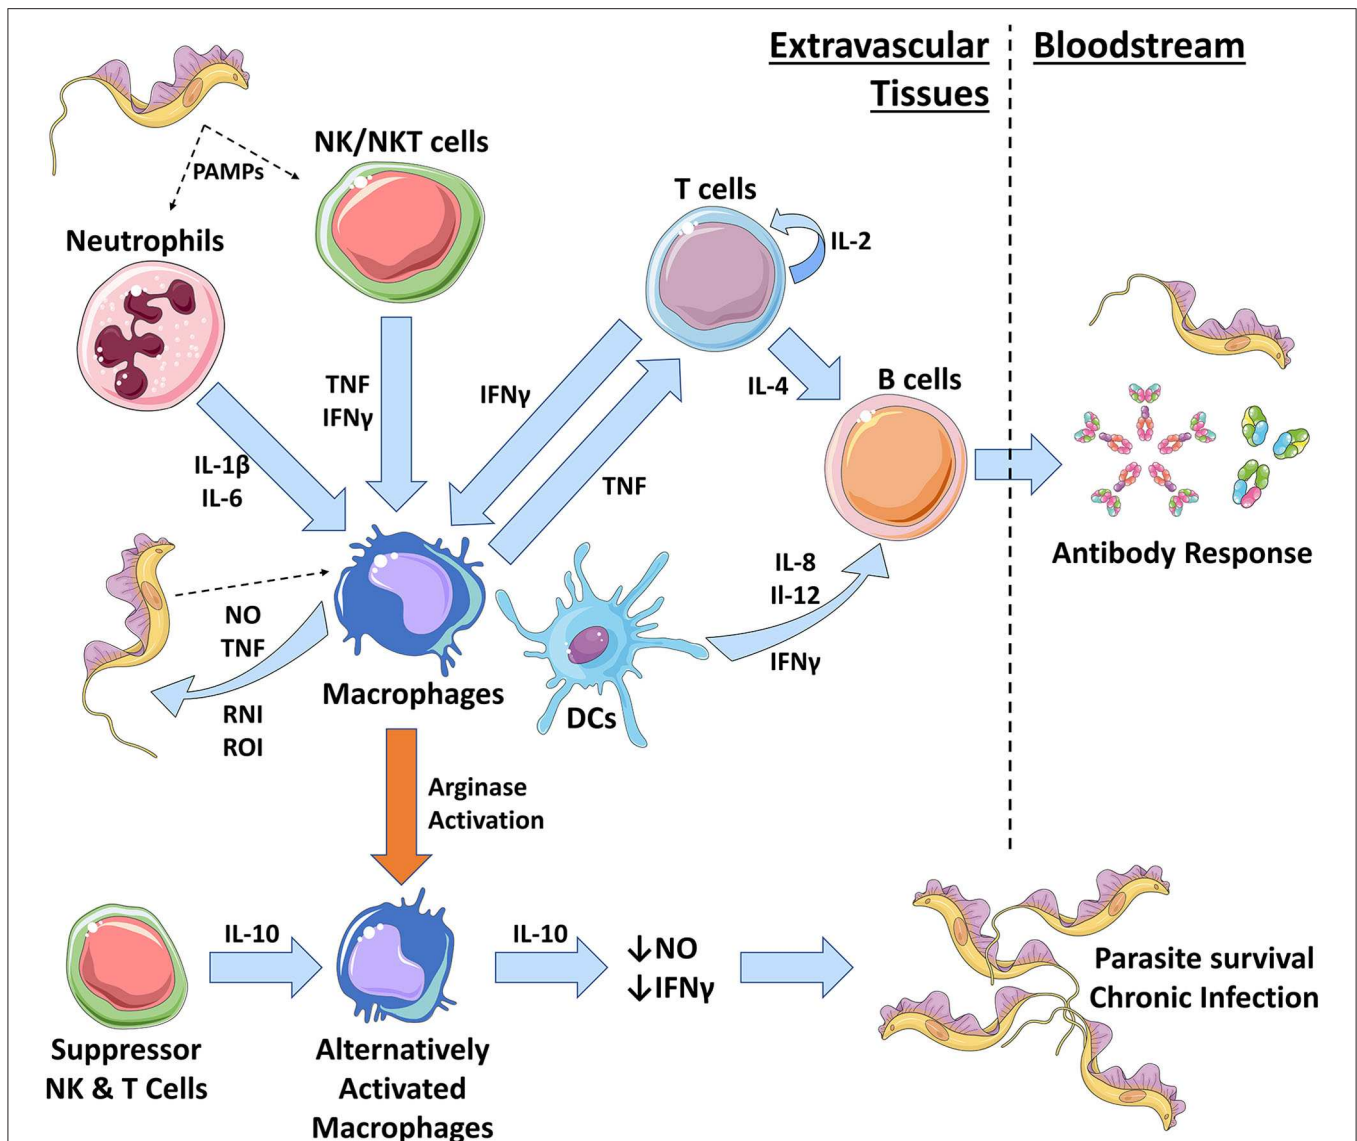 Extravascular
Tissues
Bloodstream
PAMPs
NK/NKT cells
Neutrophils
T cells
IL-2
TNF
IFNγ
IFNγ
IL-4
B cells
IL-1β
IL-6
TNF
Antibody Response
IL-8
Il-12
IFNγ
NO
TNF
RNI
ROI
Macrophages
DCs
Arginase
Activation
IL-10
IL-10
↓NO
↓IFNγ
Parasite survival
Chronic Infection
Suppressor
NK & T Cells
Alternatively
Activated
Macrophages